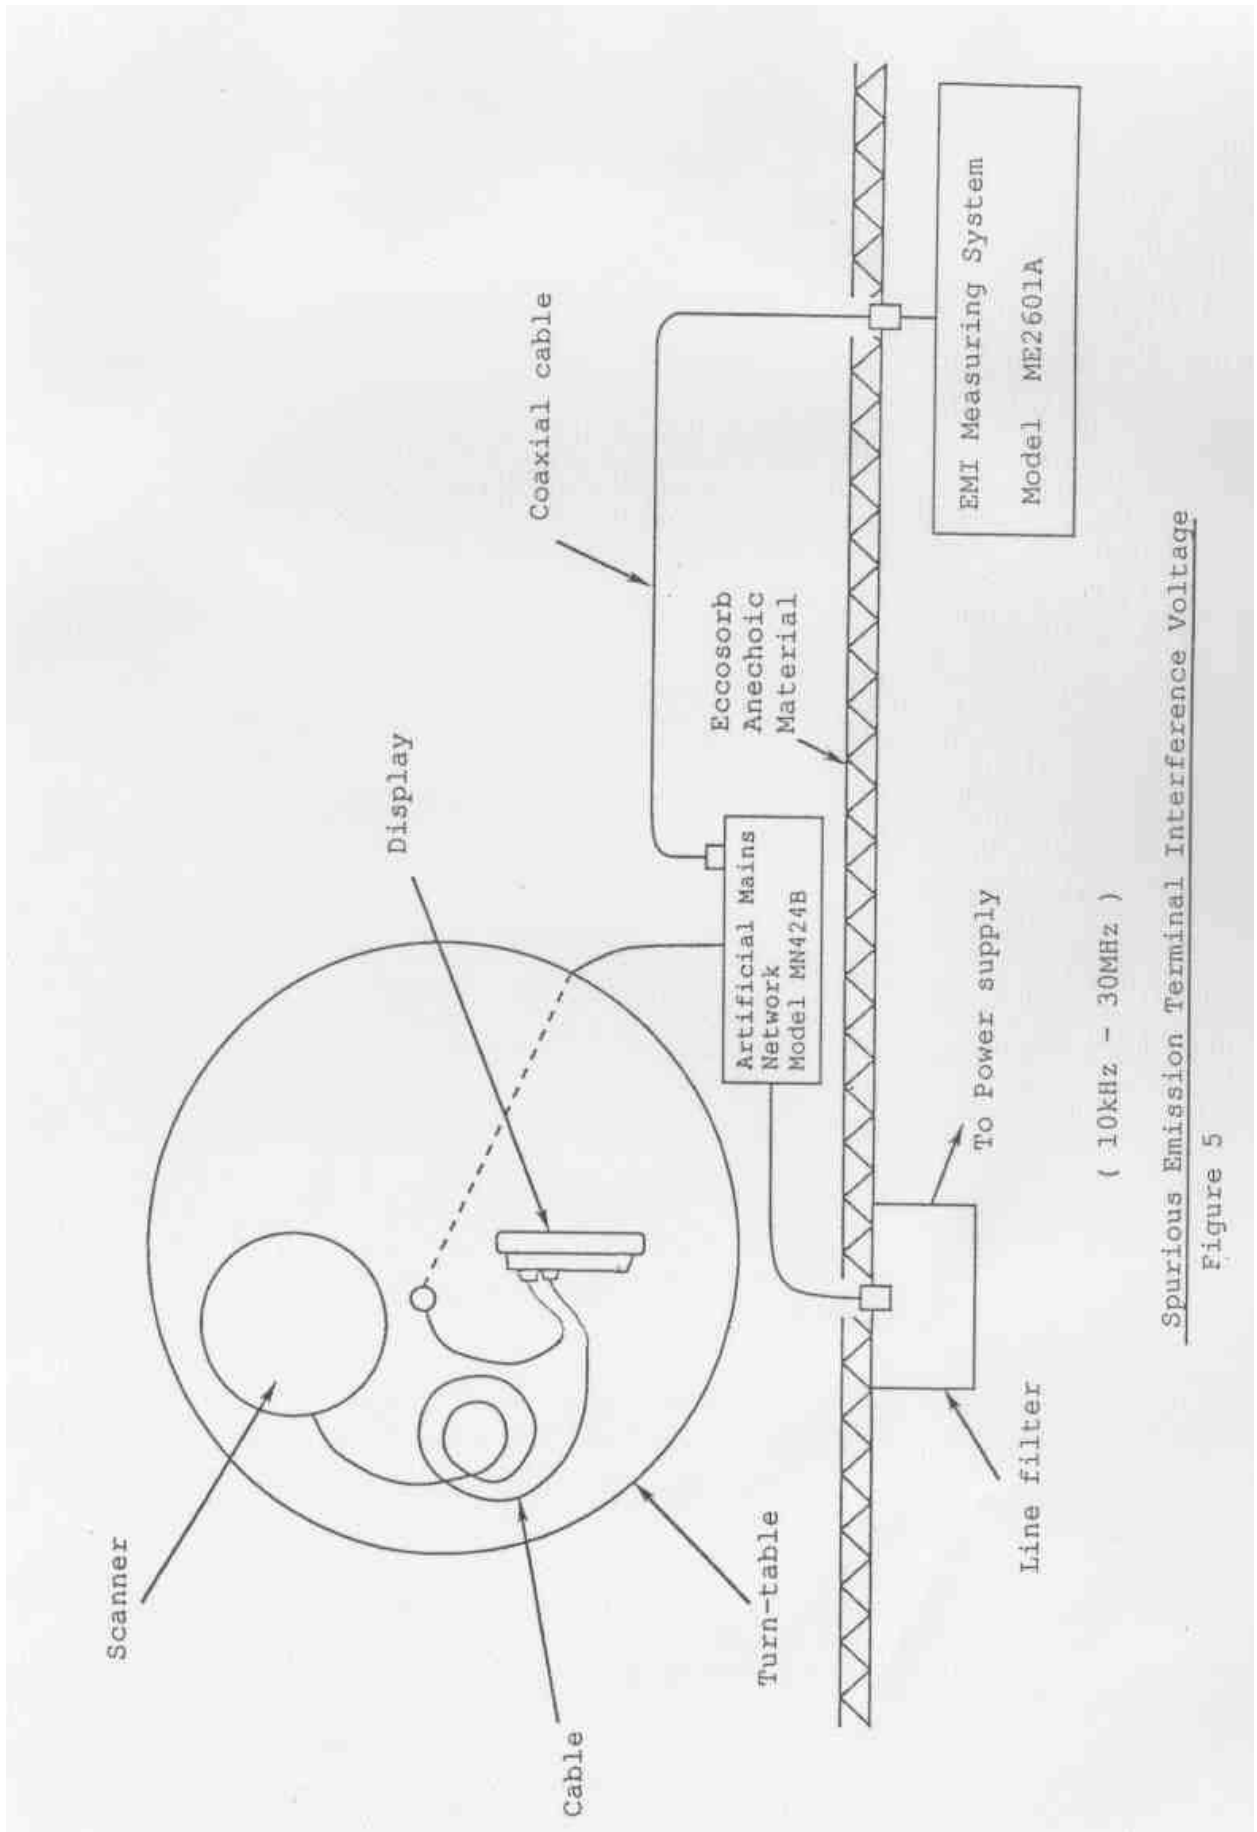 Scanner
Display
Coaxial cable
Cable
Turn-table
Eccosorb
Anechoic
Material
Artificial Mains
Network
Model MN424B
EMI Measuring System
Model ME2601A
Line filter
To Power supply
( 10kHz - 30MHz )
Spurious Emission Terminal Interference Voltage
Figure 5